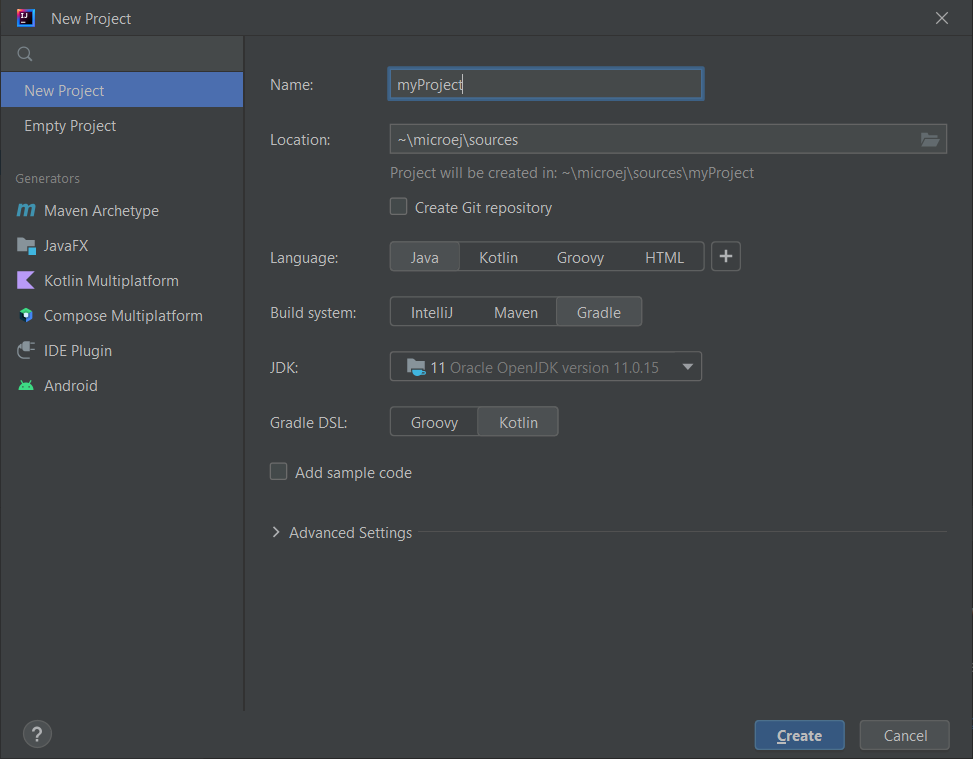 New Project
New Project
Empty Project
Generators
Maven Archetype
JavaFX
Kotlin Multiplatform
Compose Multiplatform
IDE Plugin
Android
Name: myProject
Location: ~\microej\sources
Project will be created in: ~\microej\sources\myProject
Create Git repository
Language: Java Kotlin Groovy HTML +
Build system: IntelliJ Maven Gradle
JDK: 11 Oracle OpenJDK version 11.0.15
Gradle DSL: Groovy Kotlin
Add sample code
Advanced Settings
? Create Cancel